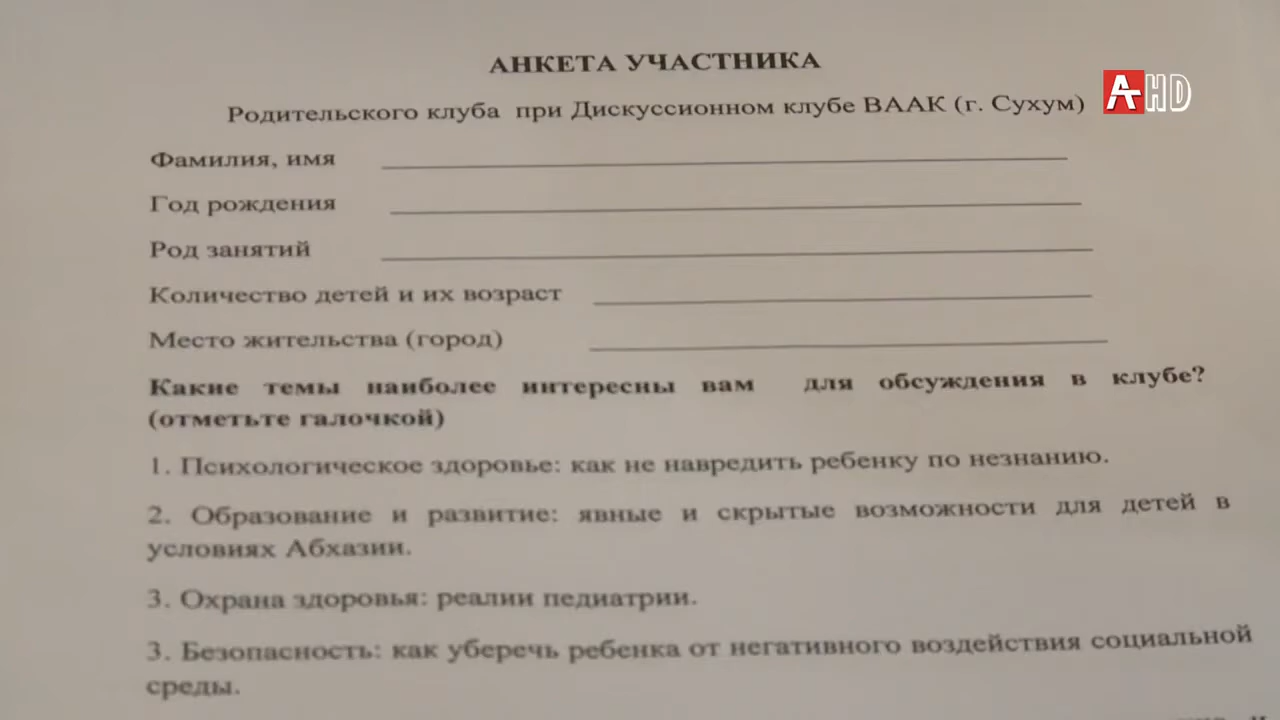 АНКЕТА УЧАСТНИКА
Родительского клуба при Дискуссионном клубе ВААК (г. Сухум)
АТ HD
Фамилия, имя
Год рождения
Род занятий
Количество детей и их возраст
Место жительства (город)
Какие темы наиболее интересны вам для обсуждения в клубе?
(отметьте галочкой)
1. Психологическое здоровье: как не навредить ребенку по незнанию.
2. Образование и развитие: явные и скрытые возможности для детей в
условиях Абхазии.
3. Охрана здоровья: реалии педиатрии.
3. Безопасность: как уберечь ребенка от негативного воздействия социальной
среды.